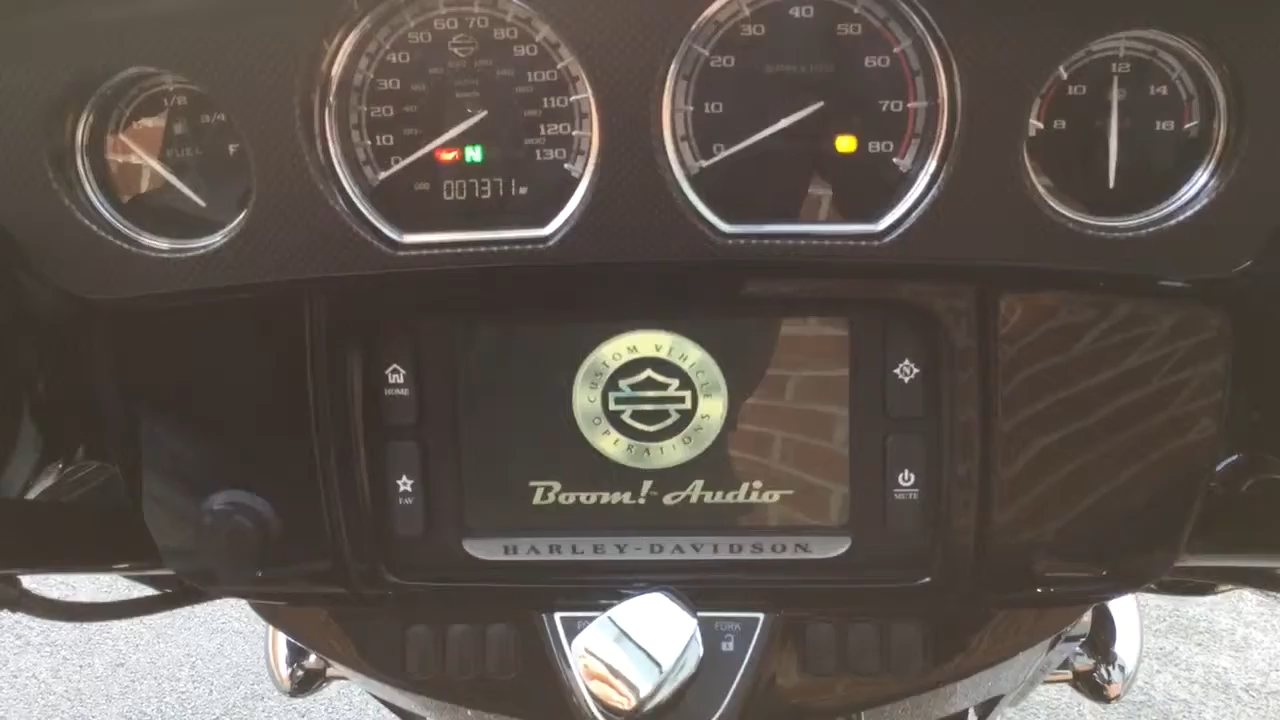 1/8
3/4
FUEL
F
0 10 20 30 40 50 60 70 80 90 100 110 120 130
N
ODO 007371
0 10 20 30 40 50 60 70 80
8 10 12 14 16
HOME
FAV
CUSTOM VEHICLE
OPERATIONS
Boom! Audio
N
MUTE
HARLEY-DAVIDSON
FORK